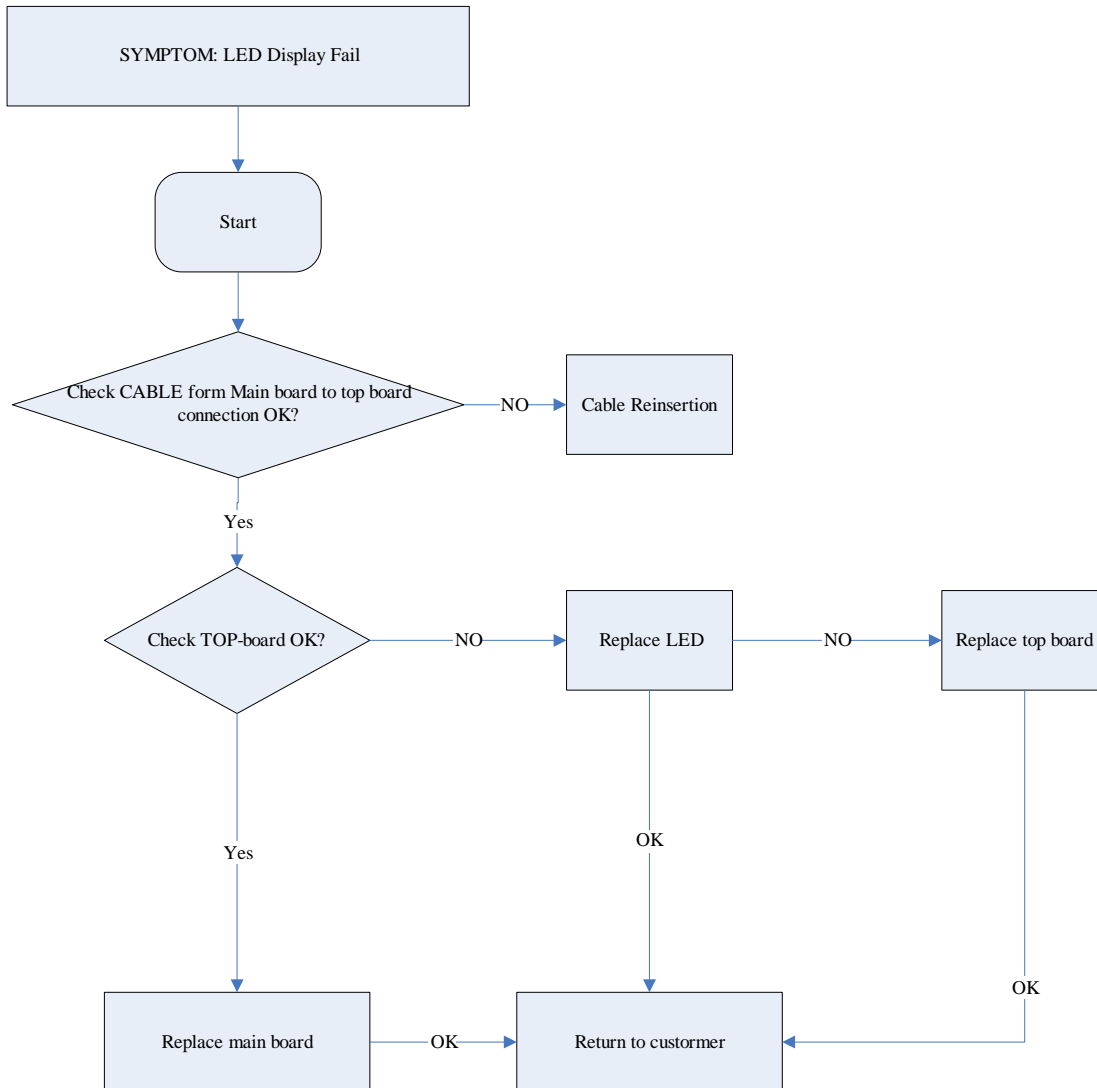 SYMPTOM: LED Display Fail
Start
Check CABLE form Main board to top board
connection OK?
NO
Cable Reinsertion
Yes
Check TOP-board OK?
NO
Replace LED
NO
Replace top board
Yes
OK
OK
Replace main board
OK
Return to custormer